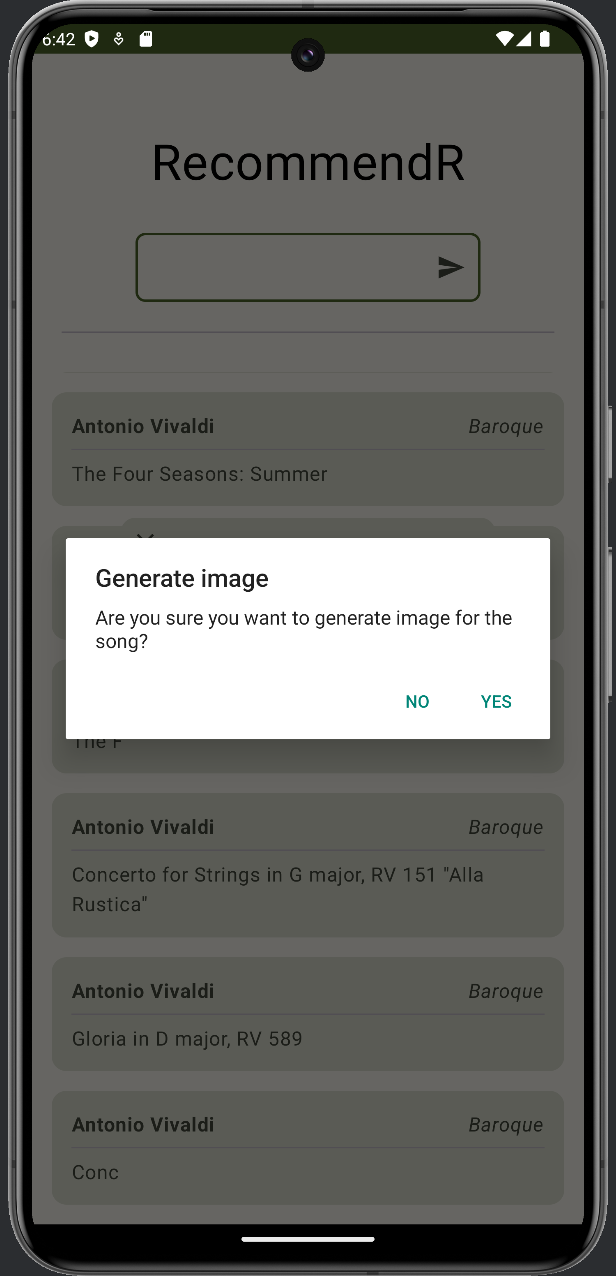 6:42
RecommendR
Antonio Vivaldi Baroque
The Four Seasons: Summer
Generate image
Are you sure you want to generate image for the
song?
NO YES
The F
Antonio Vivaldi Baroque
Concerto for Strings in G major, RV 151 "Alla
Rustica"
Antonio Vivaldi Baroque
Gloria in D major, RV 589
Antonio Vivaldi Baroque
Conc